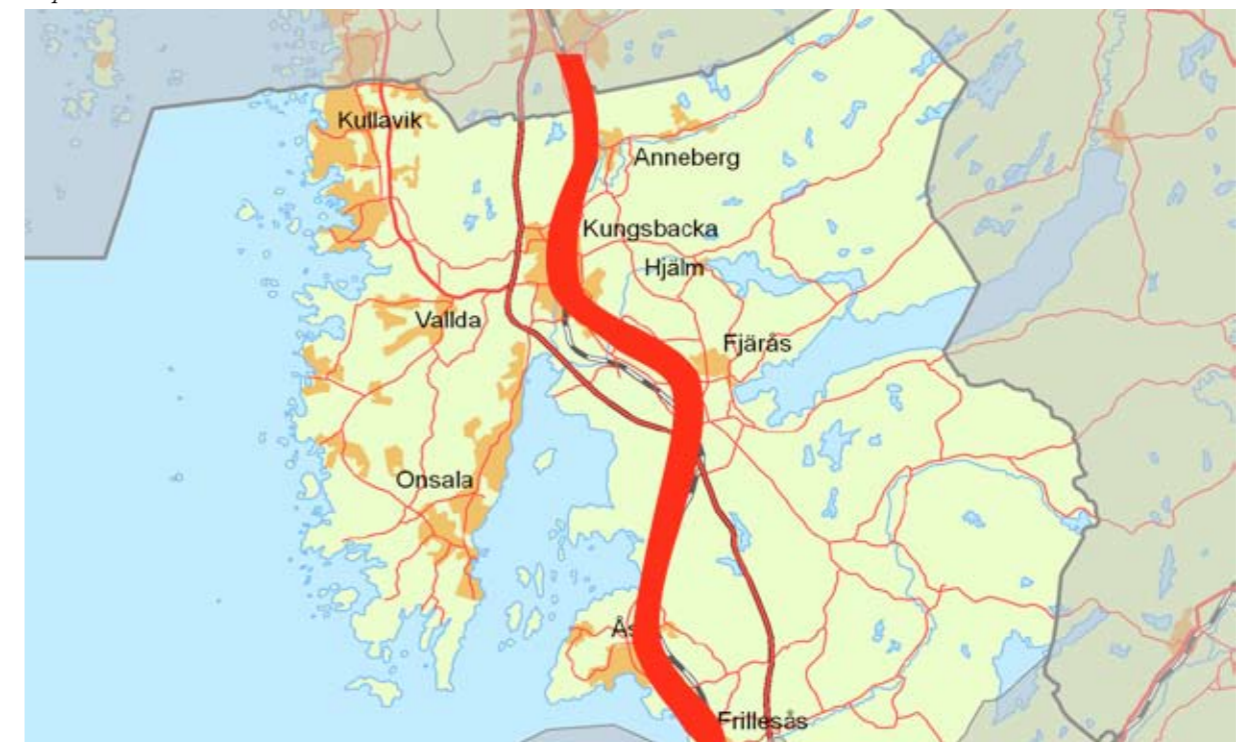 Kullavik
Anneberg
Kungsbacka
Hjälm
Vallda
Fjärås
Onsala
Frillesås